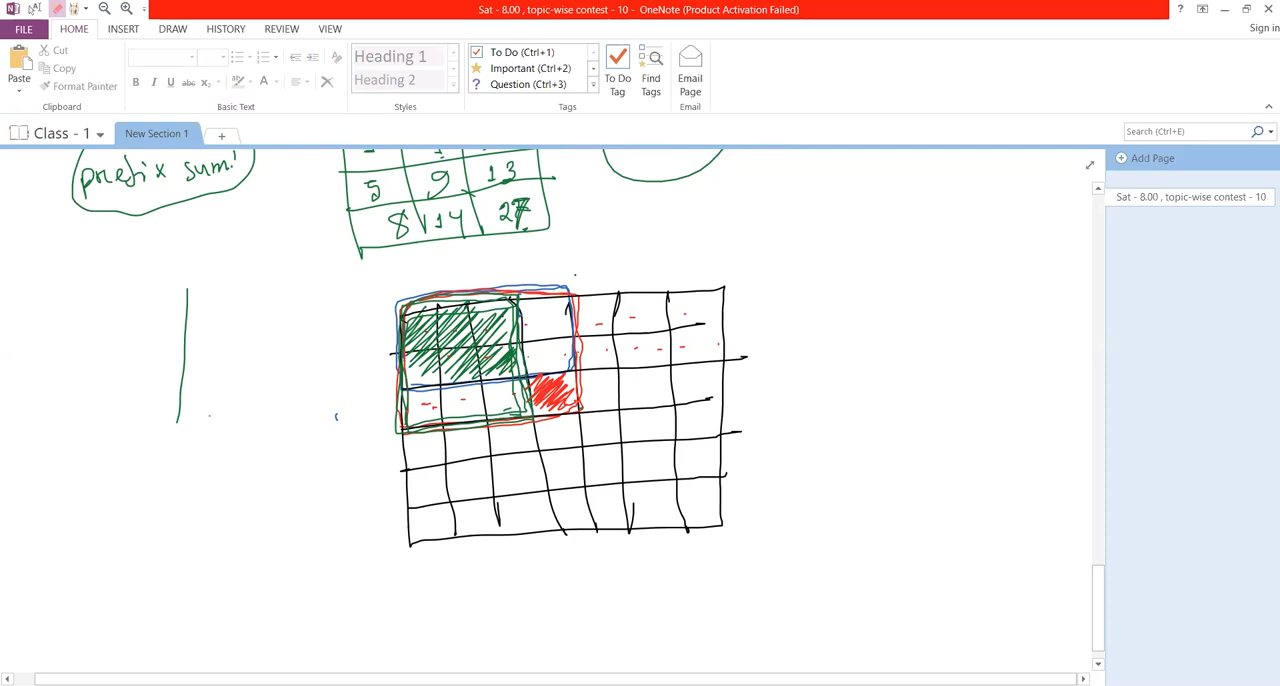 Sat - 8.00 , topic-wise contest - 10 - OneNote (Product Activation Failed)
FILE HOME INSERT DRAW HISTORY REVIEW VIEW
Sign in
Paste
Cut
Copy
Format Painter
Clipboard
B I U abc X₂ A
Basic Text
Heading 1
Heading 2
Styles
To Do (Ctrl+1)
Important (Ctrl+2)
Question (Ctrl+3)
Tags
To Do Tag
Find Tags
Email Page
Email
Class - 1
New Section 1
Search (Ctrl+E)
Add Page
Sat - 8.00 , topic-wise contest - 10
prefix sum!
5 9 13
8 14 27